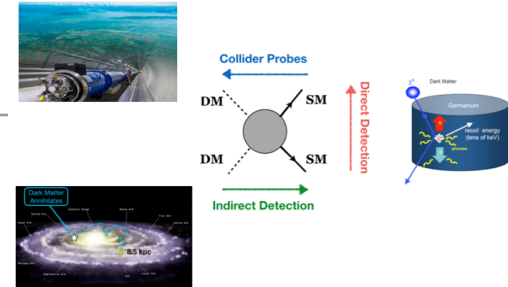 Collider Probes
DM
SM
DM
SM
Direct Detection
Indirect Detection
Dark Matter
Germanium
recoil energy
(tens of keV)
phonons
Dark Matter
Annihilates
8.5 kpc